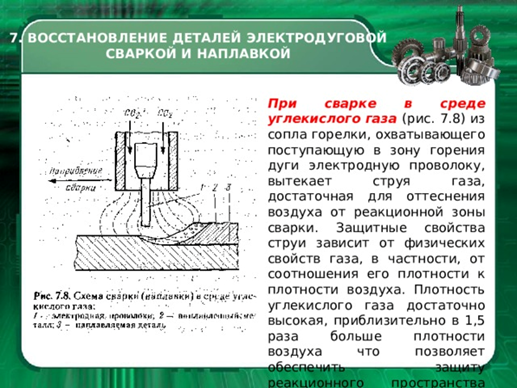 7. ВОССТАНОВЛЕНИЕ ДЕТАЛЕЙ ЭЛЕКТРОДУГОВОЙ
СВАРКОЙ И НАПЛАВКОЙ
CO₂
CO₂
Направление
сварки
1 2 3
Рис. 7.8. Схема сварки (наплавки) в среде угле-
кислого газа:
1 - электродная проволока; 2 — наплавленный ме-
талл; 3 — наплавляемая деталь
При сварке в среде
углекислого газа (рис. 7.8) из
сопла горелки, охватывающего
поступающую в зону горения
дуги электродную проволоку,
вытекает струя газа,
достаточная для оттеснения
воздуха от реакционной зоны
сварки. Защитные свойства
струи зависит от физических
свойств газа, в частности, от
соотношения его плотности к
плотности воздуха. Плотность
углекислого газа достаточно
высокая, приблизительно в 1,5
раза больше плотности
воздуха что позволяет
обеспечить защиту
реакционного пространства